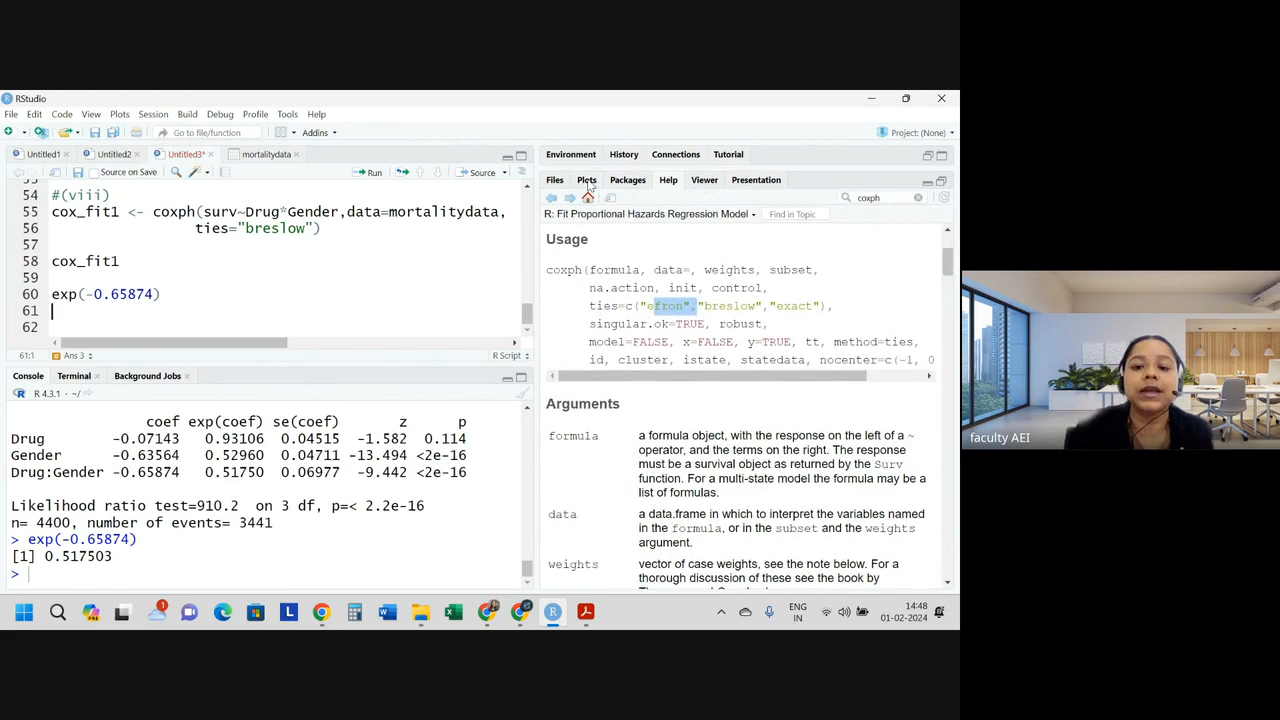 RStudio
File Edit Code View Plots Session Build Debug Profile Tools Help
Go to file/function Addins Project: (None)
Untitled1 Untitled2 Untitled3* mortalitydata
Source on Save Run Source
54 #(viii)
55 cox_fit1 <- coxph(surv~Drug*Gender,data=mortalitydata,
56 ties="breslow")
57
58 cox_fit1
59
60 exp(-0.65874)
61
62
61:1 Ans 3 R Script
Console Terminal Background Jobs
R 4.3.1 · ~/
coef exp(coef) se(coef) z p
Drug -0.07143 0.93106 0.04515 -1.582 0.114
Gender -0.63564 0.52960 0.04711 -13.494 <2e-16
Drug:Gender -0.65874 0.51750 0.06977 -9.442 <2e-16
Likelihood ratio test=910.2 on 3 df, p=< 2.2e-16
n= 4400, number of events= 3441
> exp(-0.65874)
[1] 0.517503
>
Environment History Connections Tutorial
Files Plots Packages Help Viewer Presentation
coxph
R: Fit Proportional Hazards Regression Model Find in Topic
Usage
coxph(formula, data=, weights, subset,
na.action, init, control,
ties=c("efron","breslow","exact"),
singular.ok=TRUE, robust,
model=FALSE, x=FALSE, y=TRUE, tt, method=ties,
id, cluster, istate, statedata, nocenter=c(-1, 0
Arguments
formula a formula object, with the response on the left of a ~
operator, and the terms on the right. The response
must be a survival object as returned by the Surv
function. For a multi-state model the formula may be a
list of formulas.
data a data.frame in which to interpret the variables named
in the formula, or in the subset and the weights
argument.
weights vector of case weights, see the note below. For a
thorough discussion of these see the book by
faculty AEI
1
L
ENG
IN
14:48
01-02-2024